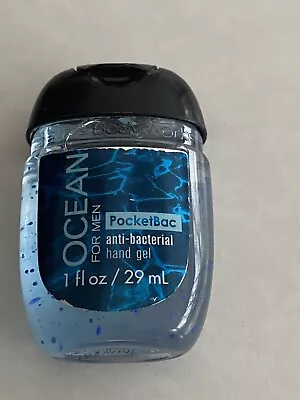 OCEAN
FOR MEN
PocketBac
anti-bacterial
hand gel
1 fl oz / 29 mL